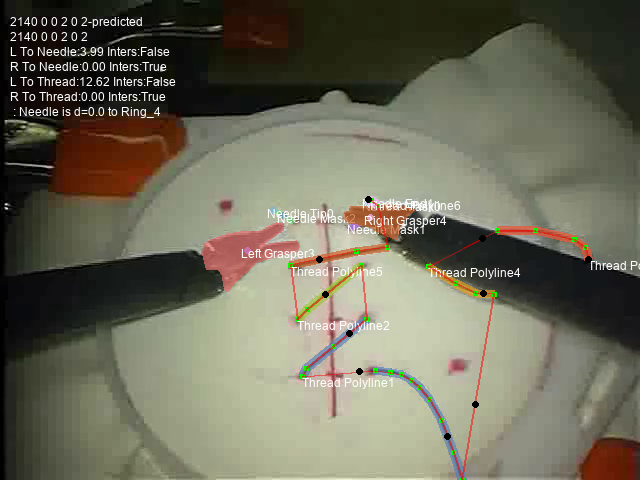 2140 0 0 2 0 2-predicted
2140 0 0 2 0 2
L To Needle:3.99 Inters:False
R To Needle:0.00 Inters:True
L To Thread:12.62 Inters:False
R To Thread:0.00 Inters:True
: Needle is d=0.0 to Ring_4
Needle Tip0
Needle Mask2
Right Grasper4
Needle Mask1
Left Grasper3
Thread Polyline5
Thread Polyline4
Thread Po
Thread Polyline2
Thread Polyline1